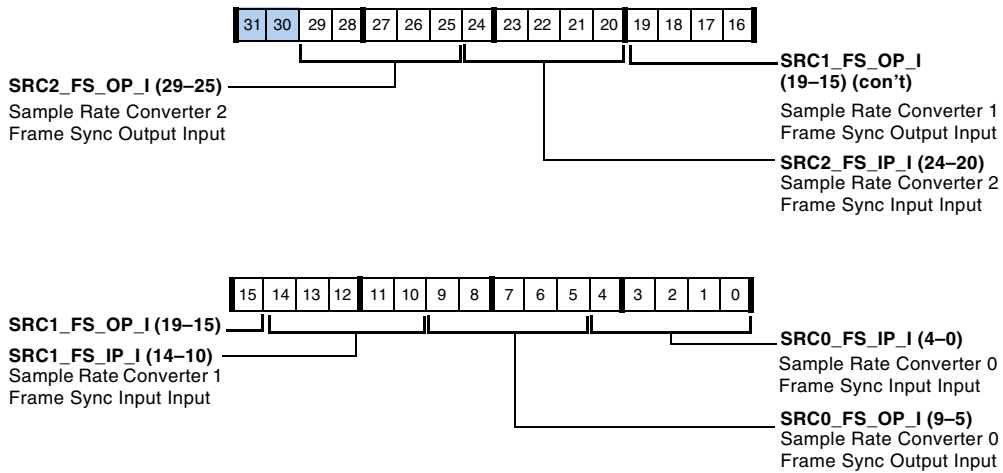 31 30 29 28 27 26 25 24 23 22 21 20 19 18 17 16
SRC2_FS_OP_I (29–25)
Sample Rate Converter 2
Frame Sync Output Input
SRC1_FS_OP_I
(19–15) (con't)
Sample Rate Converter 1
Frame Sync Output Input
SRC2_FS_IP_I (24–20)
Sample Rate Converter 2
Frame Sync Input Input
15 14 13 12 11 10 9 8 7 6 5 4 3 2 1 0
SRC1_FS_OP_I (19–15)
SRC1_FS_IP_I (14–10)
Sample Rate Converter 1
Frame Sync Input Input
SRC0_FS_IP_I (4–0)
Sample Rate Converter 0
Frame Sync Input Input
SRC0_FS_OP_I (9–5)
Sample Rate Converter 0
Frame Sync Output Input